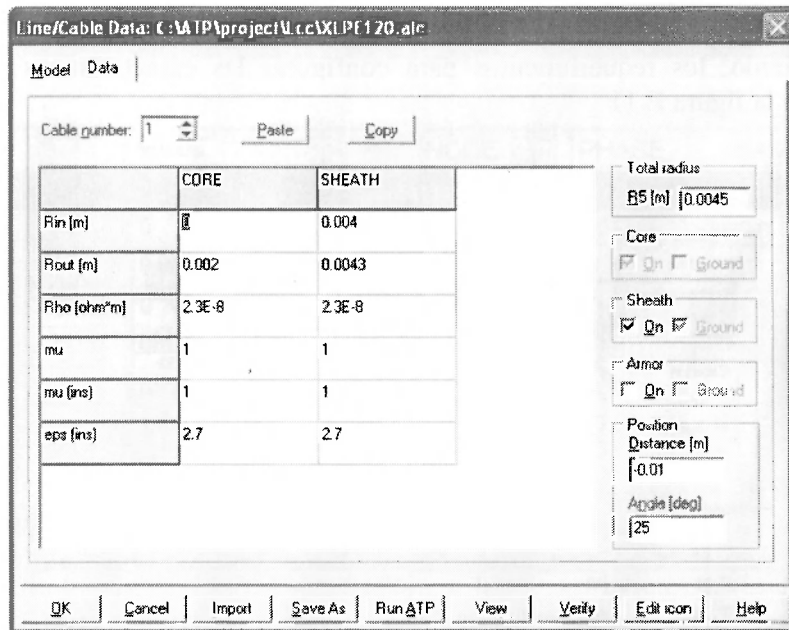 Line/Cable Data: C:\ATP\project\Lcc\XLPE120.alc
Model Data
Cable number: 1 Paste Copy
CORE SHEATH
Rin [m] 0 0.004
Rout [m] 0.002 0.0043
Rho [ohm*m] 2.3E-8 2.3E-8
mu 1 1
mu (ins) 1 1
eps (ins) 2.7 2.7
Total radius
R5 [m] 0.0045
Core
On Ground
Sheath
On Ground
Armor
On Ground
Position
Distance [m]
-0.01
Angle [deg]
25
OK Cancel Import Save As Run ATP View Verify Edit icon Help